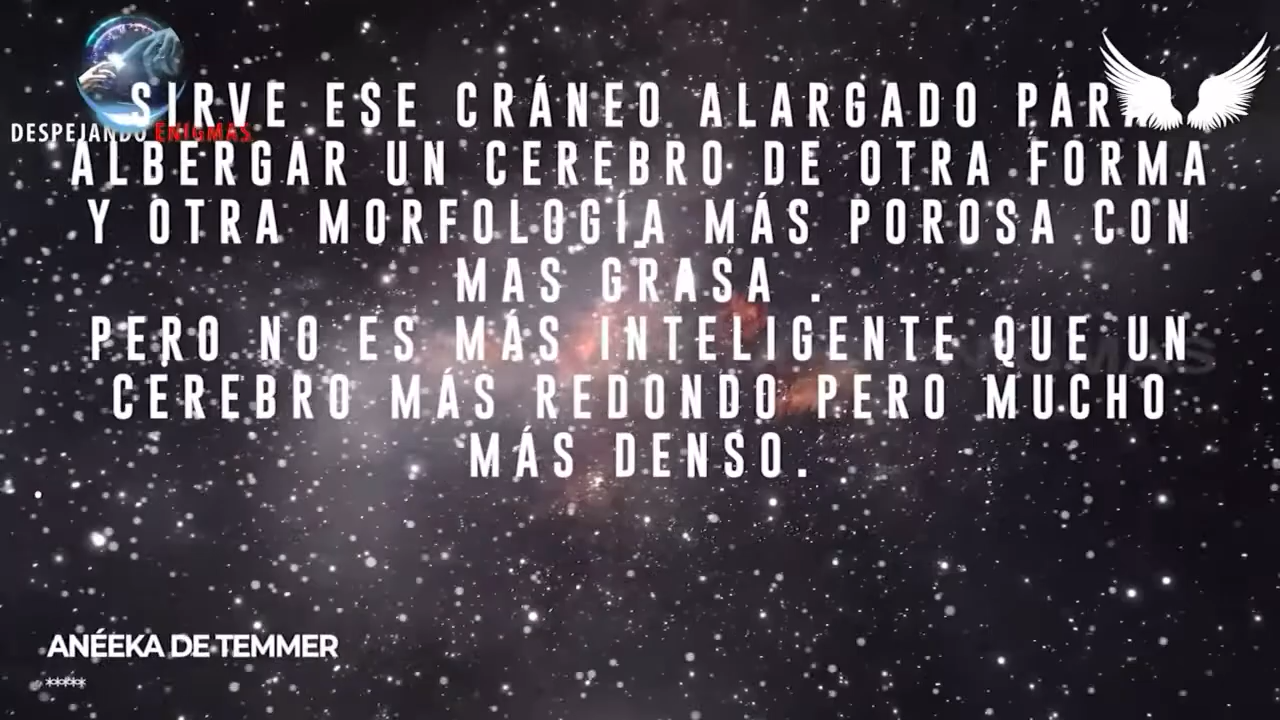 SIRVE ESE CRÁNEO ALARGADO PARA
ALBERGAR UN CEREBRO DE OTRA FORMA
Y OTRA MORFOLOGÍA MÁS POROSA CON
MAS GRASA .
PERO NO ES MÁS INTELIGENTE QUE UN
CEREBRO MÁS REDONDO PERO MUCHO
MÁS DENSO.
DESPEJANDO ENIGMAS
ANÉEKA DE TEMMER
*****